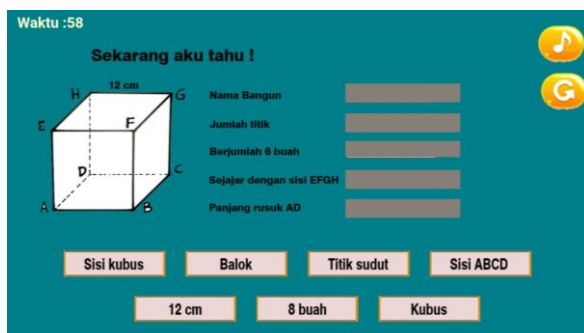 Waktu :58
Sekarang aku tahu !
12 cm
H
G
E
F
D
C
A
B
Nama Bangun
Jumlah titik
Berjumlah 6 buah
Sejajar dengan sisi EFGH
Panjang rusuk AD
Sisi kubus
Balok
Titik sudut
Sisi ABCD
12 cm
8 buah
Kubus